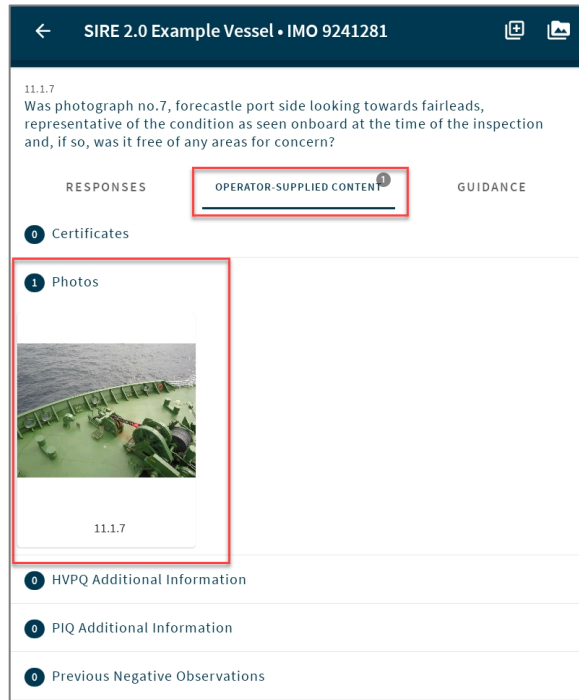 SIRE 2.0 Example Vessel • IMO 9241281
11.1.7
Was photograph no.7, forecastle port side looking towards fairleads,
representative of the condition as seen onboard at the time of the inspection
and, if so, was it free of any areas for concern?
RESPONSES
OPERATOR-SUPPLIED CONTENT 1
GUIDANCE
0 Certificates
1 Photos
11.1.7
0 HVPQ Additional Information
0 PIQ Additional Information
0 Previous Negative Observations